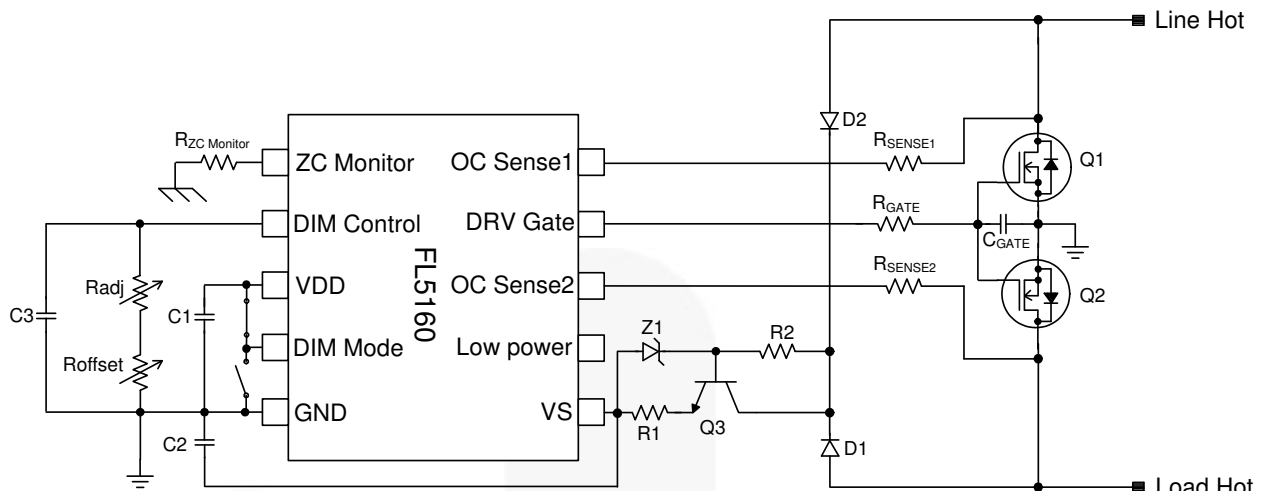 Line Hot
D2
R ZC Monitor
ZC Monitor
OC Sense1
RSENSE1
Q1
DIM Control
DRV Gate
RGATE
CGATE
FL5160
Radj
C3
C1
VDD
OC Sense2
RSENSE2
Q2
Roffset
DIM Mode
Low power
Z1
R2
GND
VS
R1
Q3
C2
D1
Load Hot